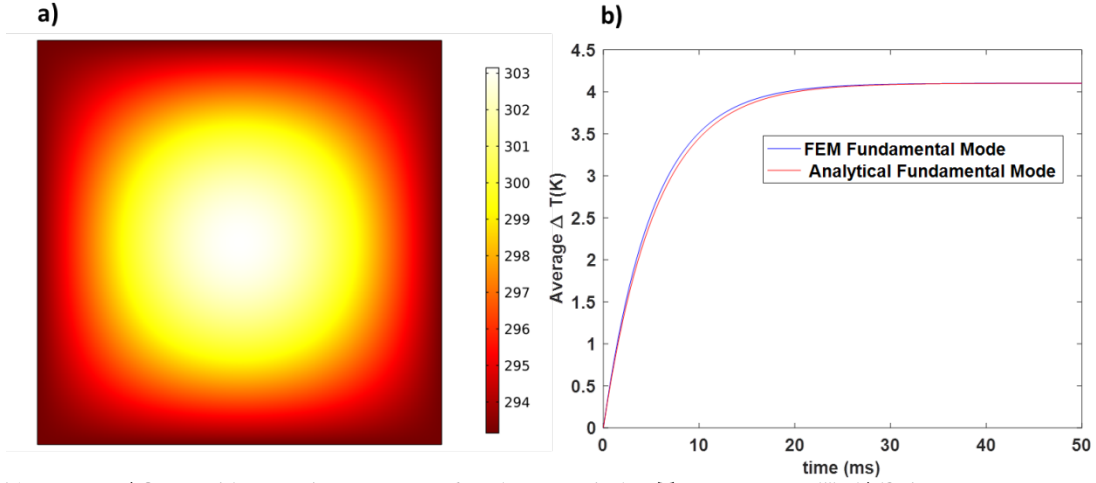 a)
303
302
301
300
299
298
297
296
295
294
b)
4.5
4
3.5
3
2.5
2
1.5
1
0.5
0
Average Δ T(K)
FEM Fundamental Mode
Analytical Fundamental Mode
0 10 20 30 40 50
time (ms)